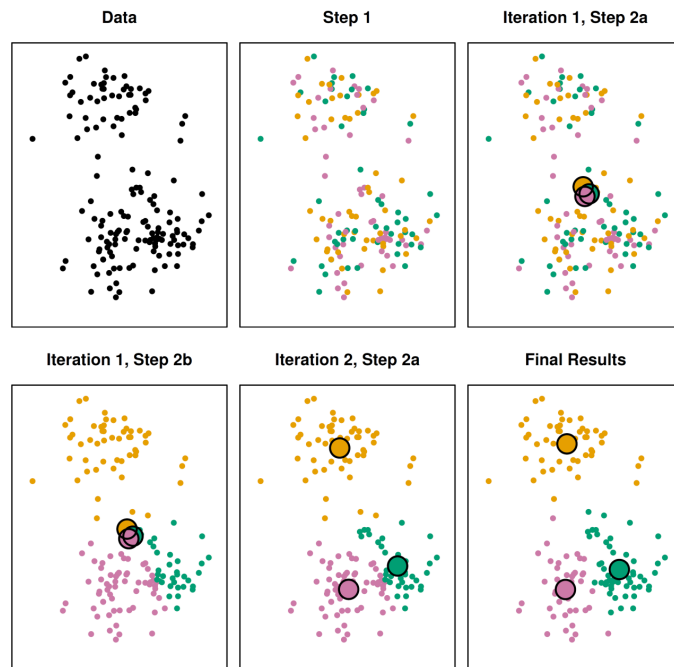 Data
Step 1
Iteration 1, Step 2a
Iteration 1, Step 2b
Iteration 2, Step 2a
Final Results